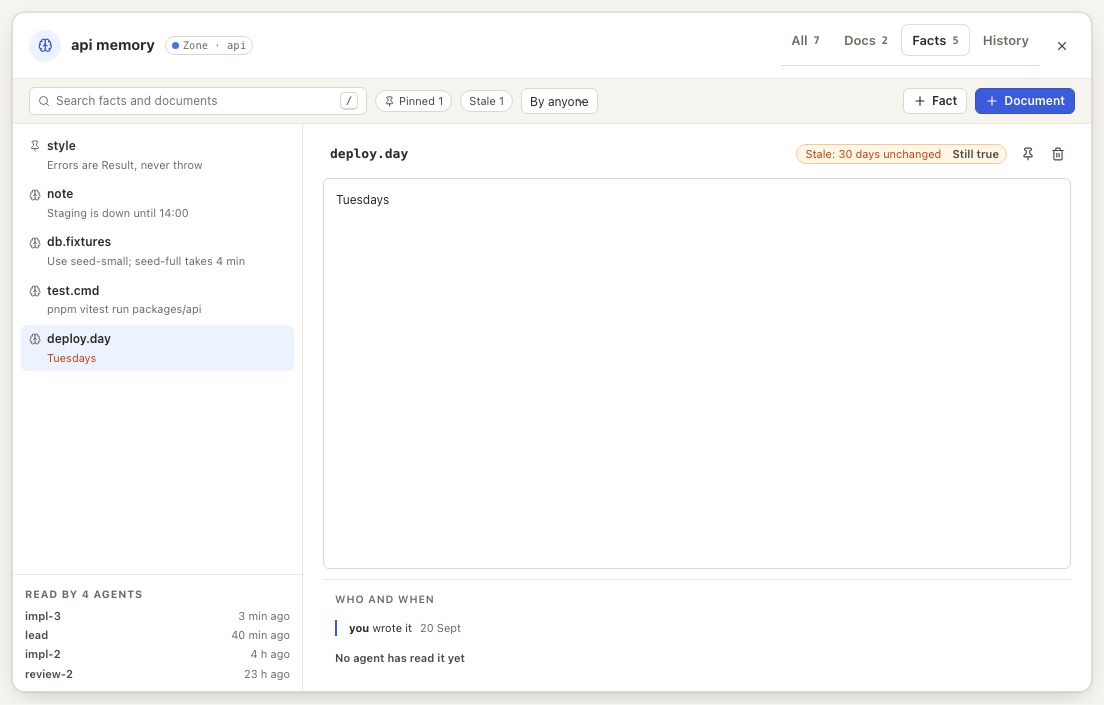 api memory
Zone · api
All 7
Docs 2
Facts 5
History
Search facts and documents
/
Pinned 1
Stale 1
By anyone
Fact
Document
style
Errors are Result, never throw
note
Staging is down until 14:00
db.fixtures
Use seed-small; seed-full takes 4 min
test.cmd
pnpm vitest run packages/api
deploy.day
Tuesdays
READ BY 4 AGENTS
impl-3 3 min ago
lead 40 min ago
impl-2 4 h ago
review-2 23 h ago
deploy.day
Stale: 30 days unchanged Still true
Tuesdays
WHO AND WHEN
you wrote it 20 Sept
No agent has read it yet